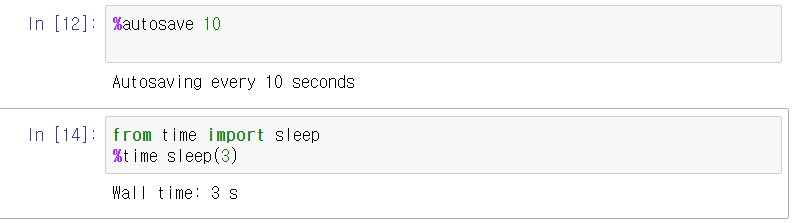 In [12]: %autosave 10
Autosaving every 10 seconds
In [14]: from time import sleep
%time sleep(3)
Wall time: 3 s